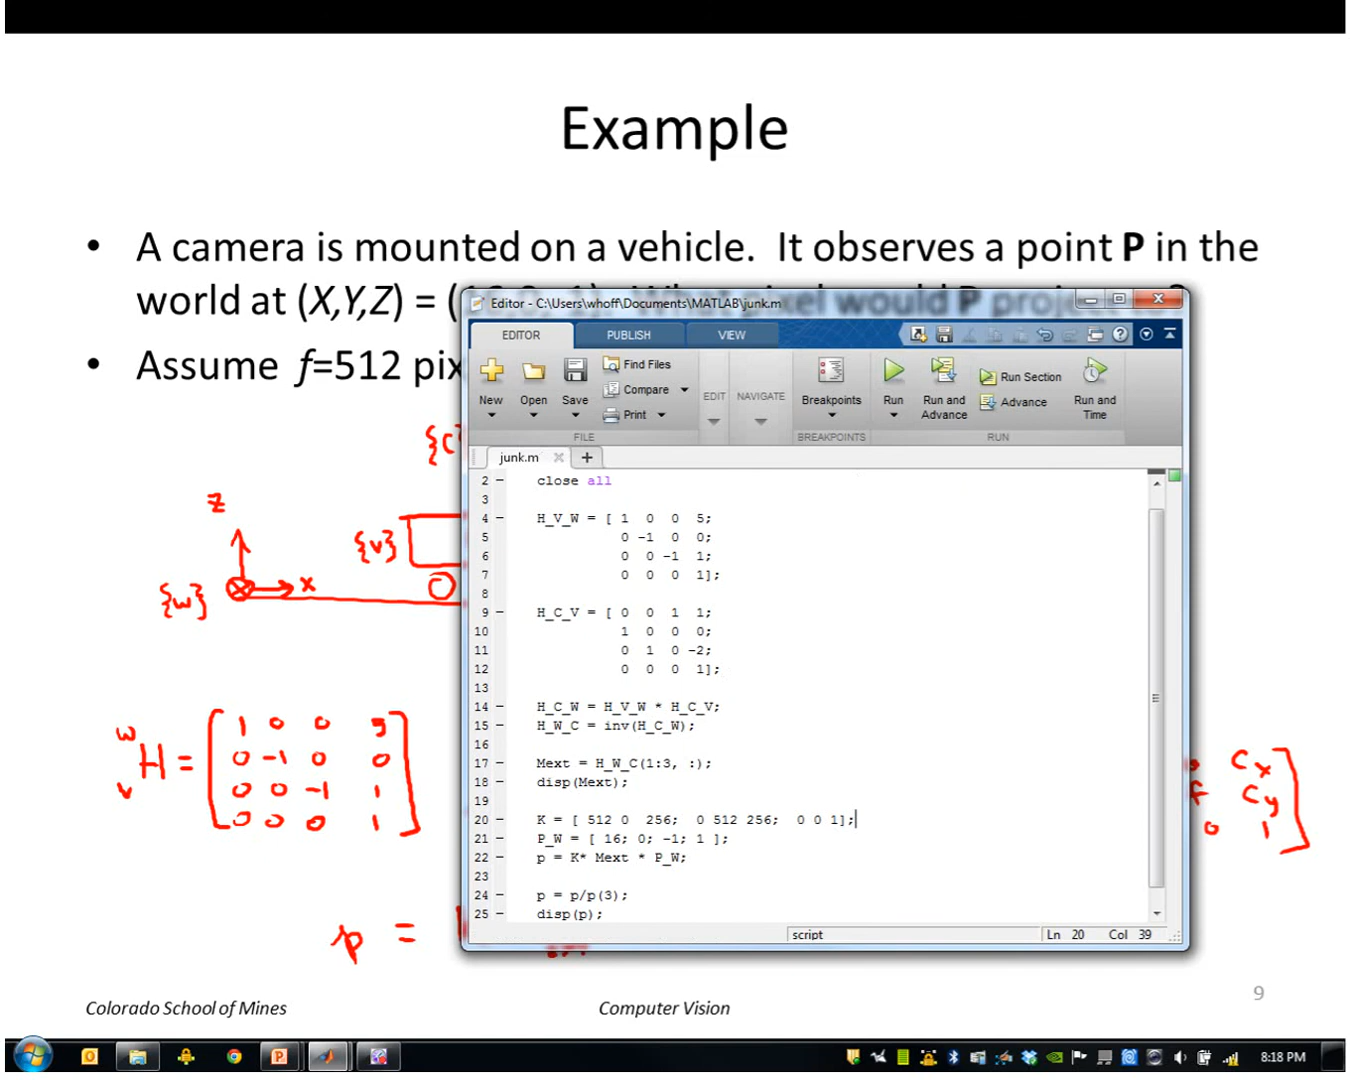 Example
• A camera is mounted on a vehicle. It observes a point P in the
world at (X,Y,Z) = (16,0,-1). What pixel would P project to?
• Assume f=512 pix
Editor - C:\Users\whoff\Documents\MATLAB\junk.m
EDITOR PUBLISH VIEW
New Open Save Find Files Compare Print EDIT NAVIGATE Breakpoints Run Run and Advance Run Section Advance Run and Time
FILE BREAKPOINTS RUN
junk.m +
2 – close all
3
4 – H_V_W = [ 1 0 0 5;
5 0 -1 0 0;
6 0 0 -1 1;
7 0 0 0 1];
8
9 – H_C_V = [ 0 0 1 1;
10 1 0 0 0;
11 0 1 0 -2;
12 0 0 0 1];
13
14 – H_C_W = H_V_W * H_C_V;
15 – H_W_C = inv(H_C_W);
16
17 – Mext = H_W_C(1:3, :);
18 – disp(Mext);
19
20 – K = [ 512 0 256; 0 512 256; 0 0 1];
21 – P_W = [ 16; 0; -1; 1 ];
22 – p = K* Mext * P_W;
23
24 – p = p/p(3);
25 – disp(p);
script Ln 20 Col 39
{C
z
{V}
{W} x
W
V H = [ 1 0 0 5
0 -1 0 0
0 0 -1 1
0 0 0 1 ]
Cx
f Cy
0 1 ]
p =
Colorado School of Mines Computer Vision 9
8:18 PM